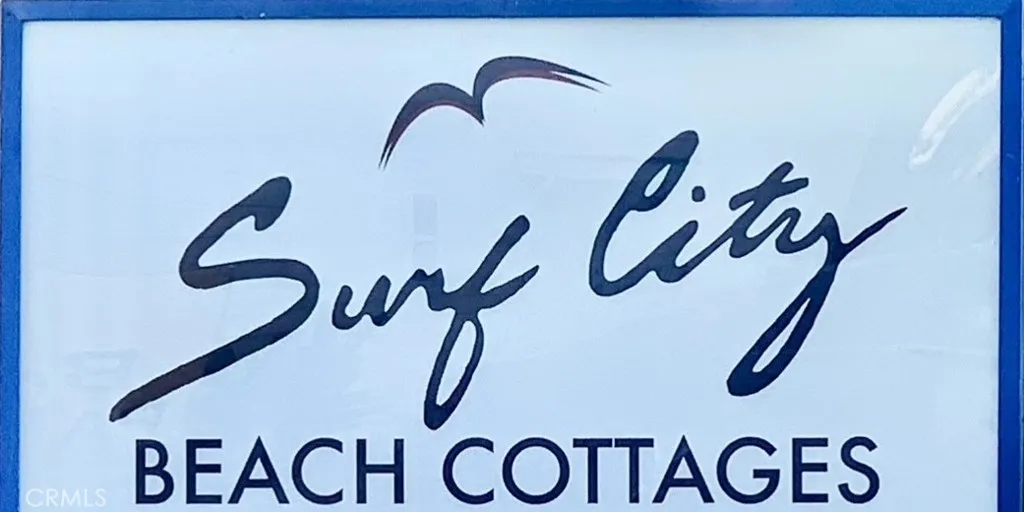 Surf City
BEACH COTTAGES
CRMLS